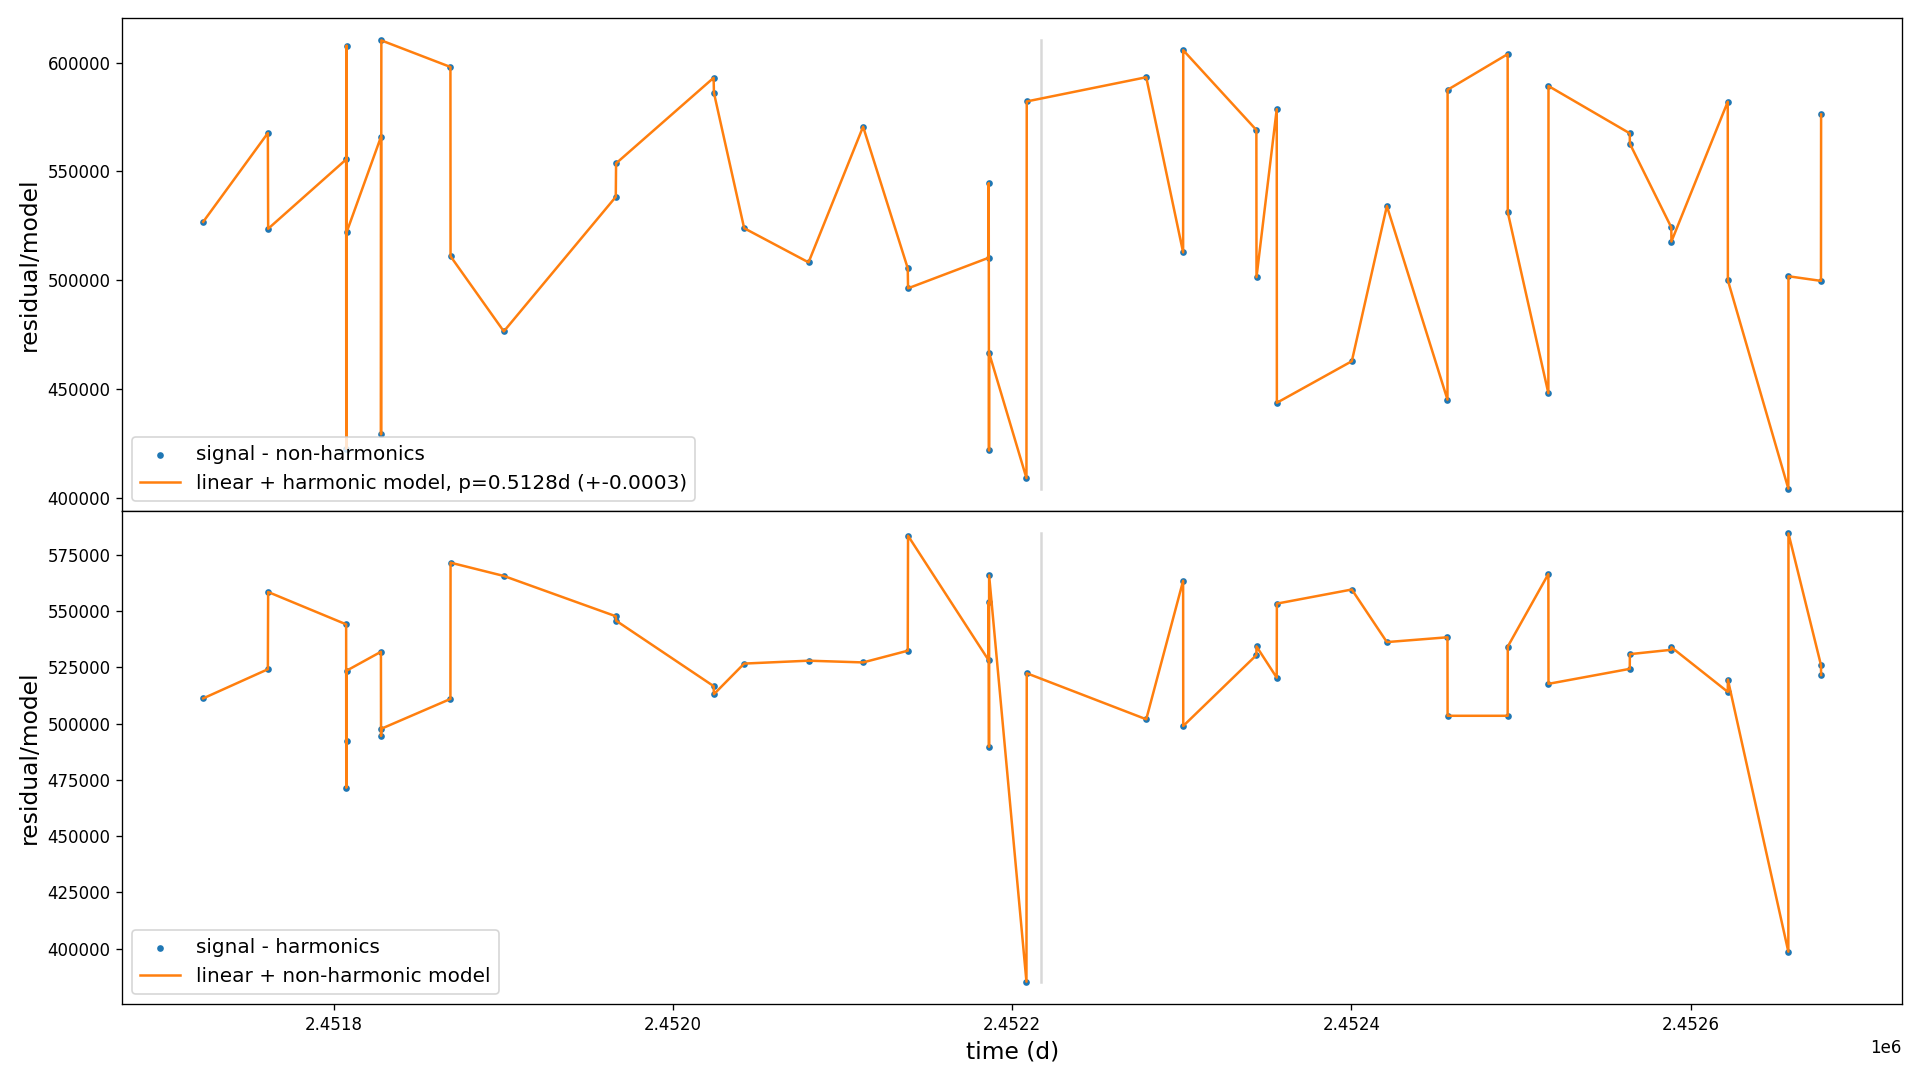 600000
550000
500000
450000
400000
residual/model
signal - non-harmonics
linear + harmonic model, p=0.5128d (+-0.0003)
575000
550000
525000
500000
475000
450000
425000
400000
residual/model
signal - harmonics
linear + non-harmonic model
2.4518
2.4520
2.4522
2.4524
2.4526
time (d)
1e6